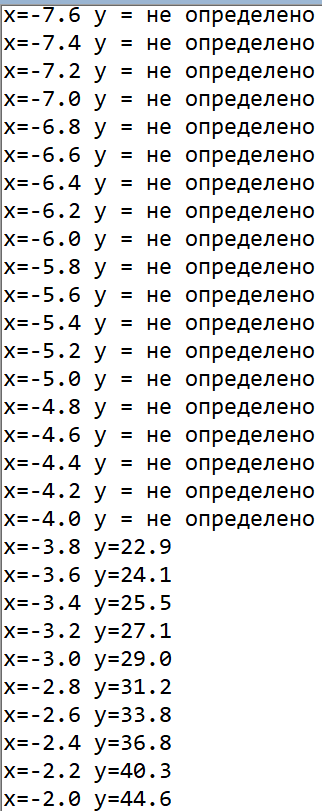 x=-7.6 y = не определено
x=-7.4 y = не определено
x=-7.2 y = не определено
x=-7.0 y = не определено
x=-6.8 y = не определено
x=-6.6 y = не определено
x=-6.4 y = не определено
x=-6.2 y = не определено
x=-6.0 y = не определено
x=-5.8 y = не определено
x=-5.6 y = не определено
x=-5.4 y = не определено
x=-5.2 y = не определено
x=-5.0 y = не определено
x=-4.8 y = не определено
x=-4.6 y = не определено
x=-4.4 y = не определено
x=-4.2 y = не определено
x=-4.0 y = не определено
x=-3.8 y=22.9
x=-3.6 y=24.1
x=-3.4 y=25.5
x=-3.2 y=27.1
x=-3.0 y=29.0
x=-2.8 y=31.2
x=-2.6 y=33.8
x=-2.4 y=36.8
x=-2.2 y=40.3
x=-2.0 y=44.6